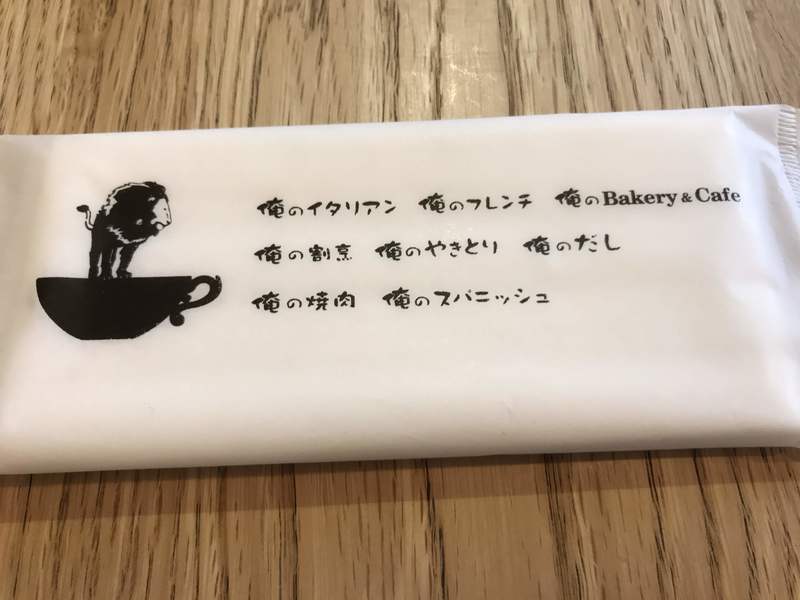 俺のイタリアン 俺のフレンチ 俺のBakery&Cafe
俺の割烹 俺のやきとり 俺のだし
俺の焼肉 俺のスパニッシュ